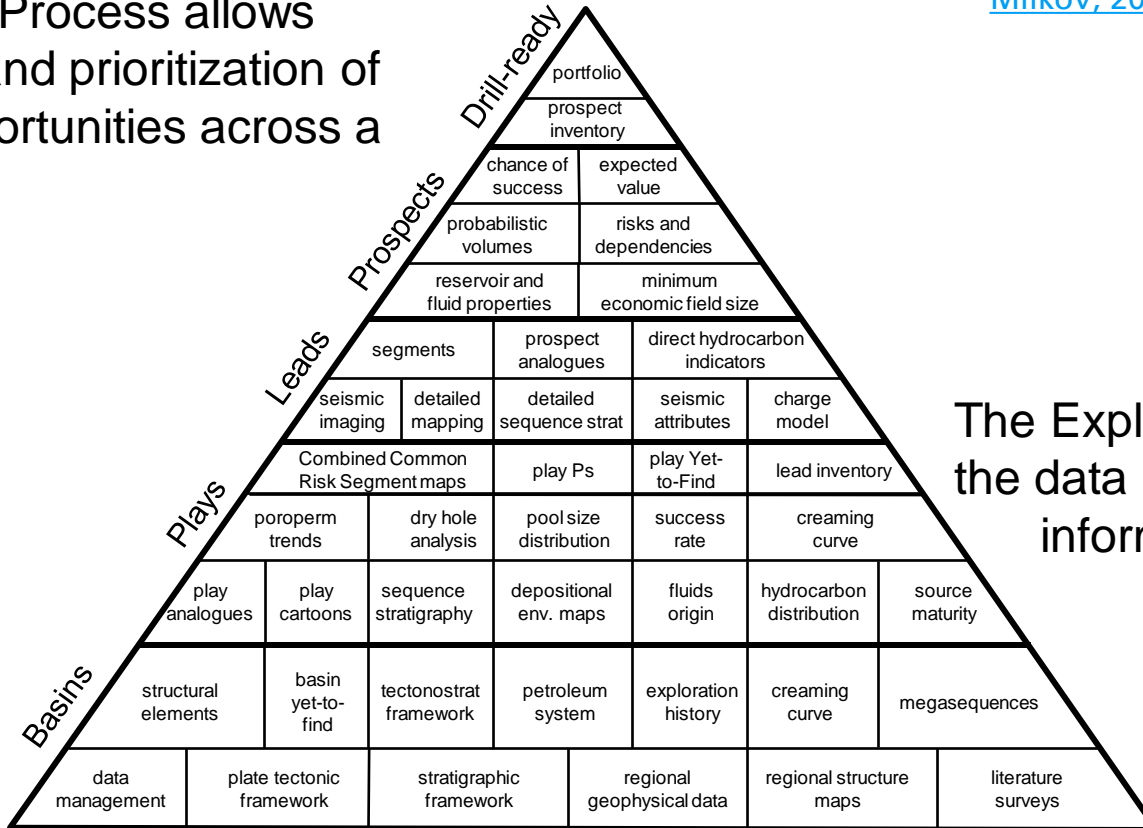 Process allows
and prioritization of
ortunities across a
Milkov, 20
Drill-ready
portfolio
prospect
inventory
Prospects
chance of
success
expected
value
probabilistic
volumes
risks and
dependencies
reservoir and
fluid properties
minimum
economic field size
Leads
segments
prospect
analogues
direct hydrocarbon
indicators
seismic
imaging
detailed
mapping
detailed
sequence strat
seismic
attributes
charge
model
The Expl
the data
infor
Plays
Combined Common
Risk Segment maps
play Ps
play Yet-
to-Find
lead inventory
poroperm
trends
dry hole
analysis
pool size
distribution
success
rate
creaming
curve
play
analogues
play
cartoons
sequence
stratigraphy
depositional
env. maps
fluids
origin
hydrocarbon
distribution
source
maturity
Basins
structural
elements
basin
yet-to-
find
tectonostrat
framework
petroleum
system
exploration
history
creaming
curve
megasequences
data
management
plate tectonic
framework
stratigraphic
framework
regional
geophysical data
regional structure
maps
literature
surveys